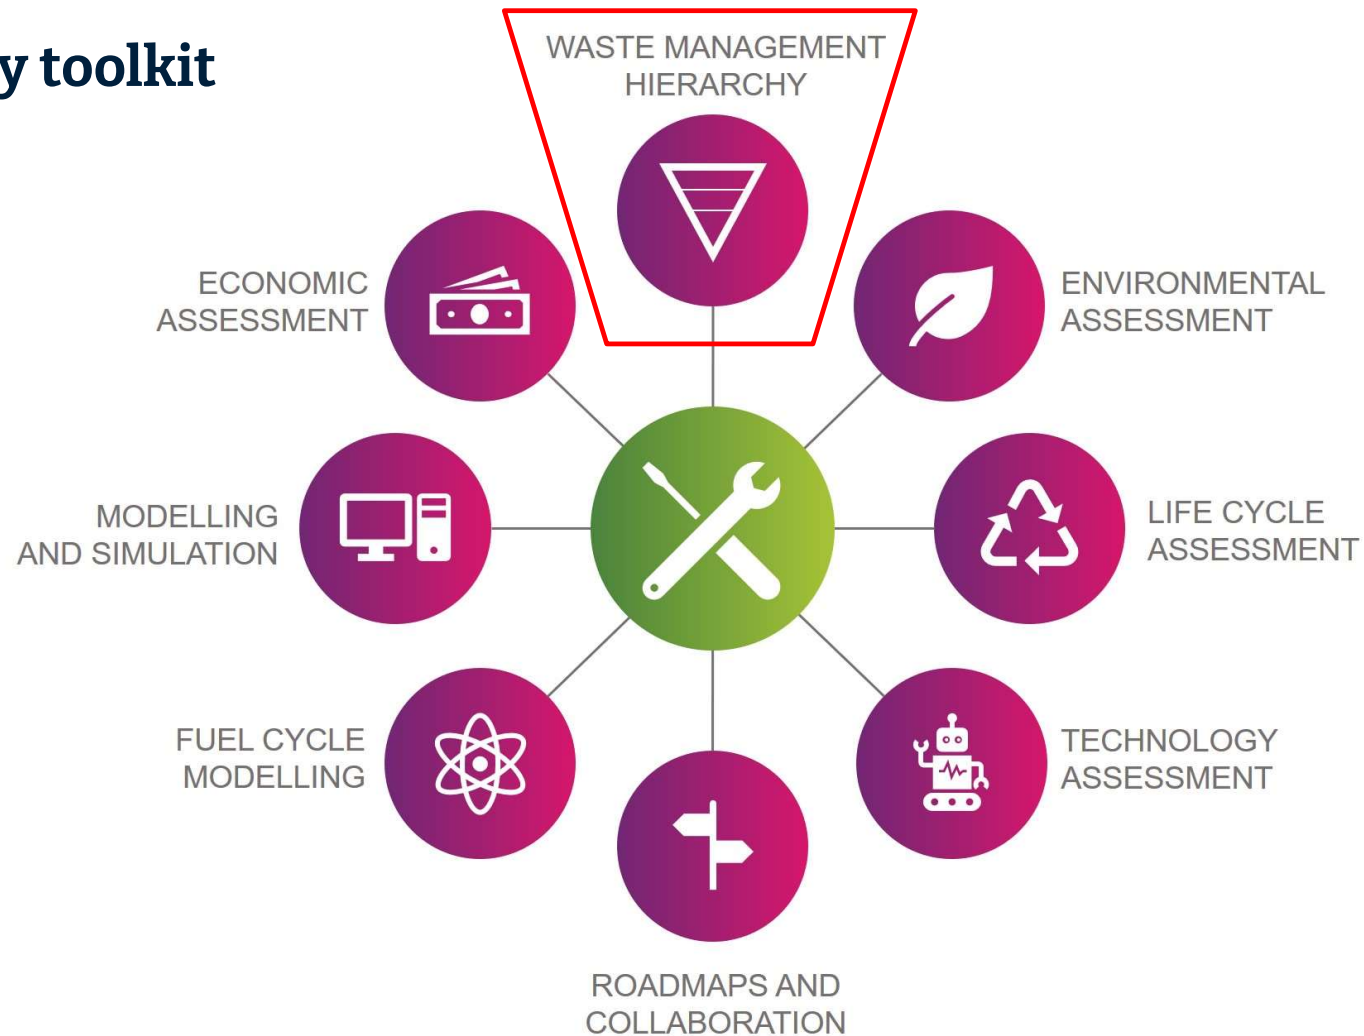 y toolkit
WASTE MANAGEMENT
HIERARCHY
ECONOMIC
ASSESSMENT
ENVIRONMENTAL
ASSESSMENT
MODELLING
AND SIMULATION
LIFE CYCLE
ASSESSMENT
FUEL CYCLE
MODELLING
TECHNOLOGY
ASSESSMENT
ROADMAPS AND
COLLABORATION